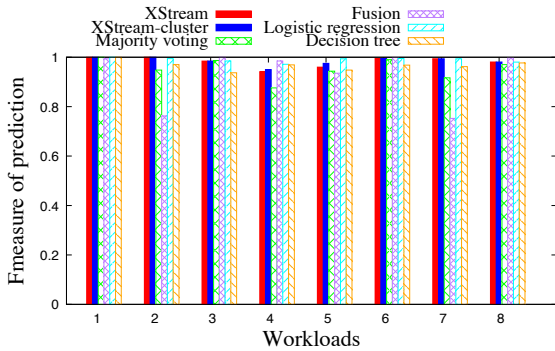 XStream
XStream-cluster
Majority voting
Fusion
Logistic regression
Decision tree
Fmeasure of prediction
1
0.8
0.6
0.4
0.2
0
1 2 3 4 5 6 7 8
Workloads